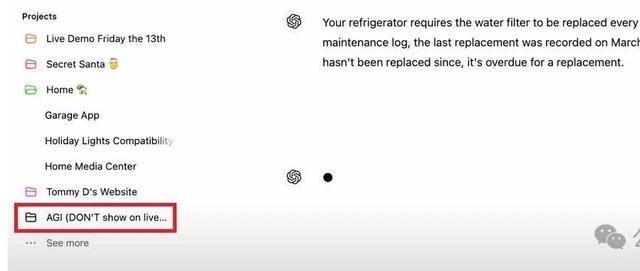 Projects
Live Demo Friday the 13th
Secret Santa 🎅
Home 🏡
Garage App
Holiday Lights Compatibility
Home Media Center
Tommy D's Website
AGI (DON'T show on live...
See more
Your refrigerator requires the water filter to be replaced every
maintenance log, the last replacement was recorded on March
hasn't been replaced since, it's overdue for a replacement.